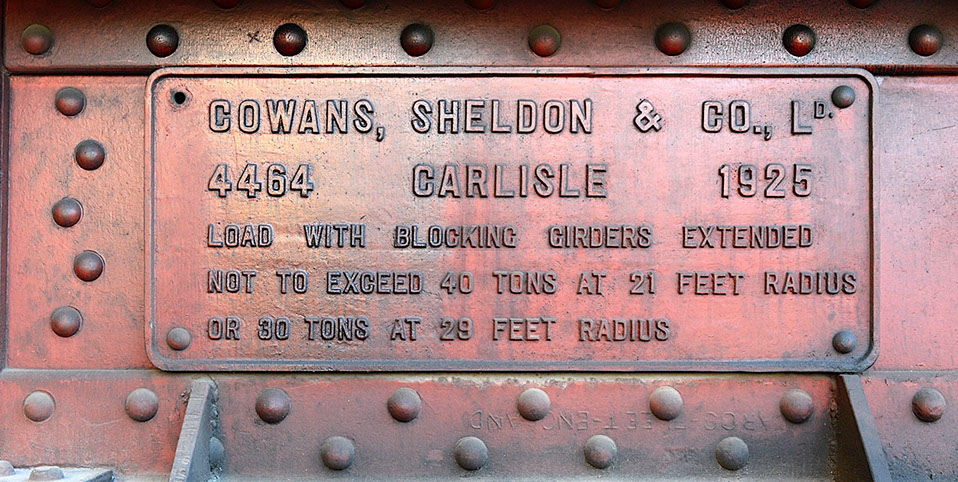 COWANS, SHELDON & CO., LD.
4464 CARLISLE 1925
LOAD WITH BLOCKING GIRDERS EXTENDED
NOT TO EXCEED 40 TONS AT 21 FEET RADIUS
OR 30 TONS AT 29 FEET RADIUS